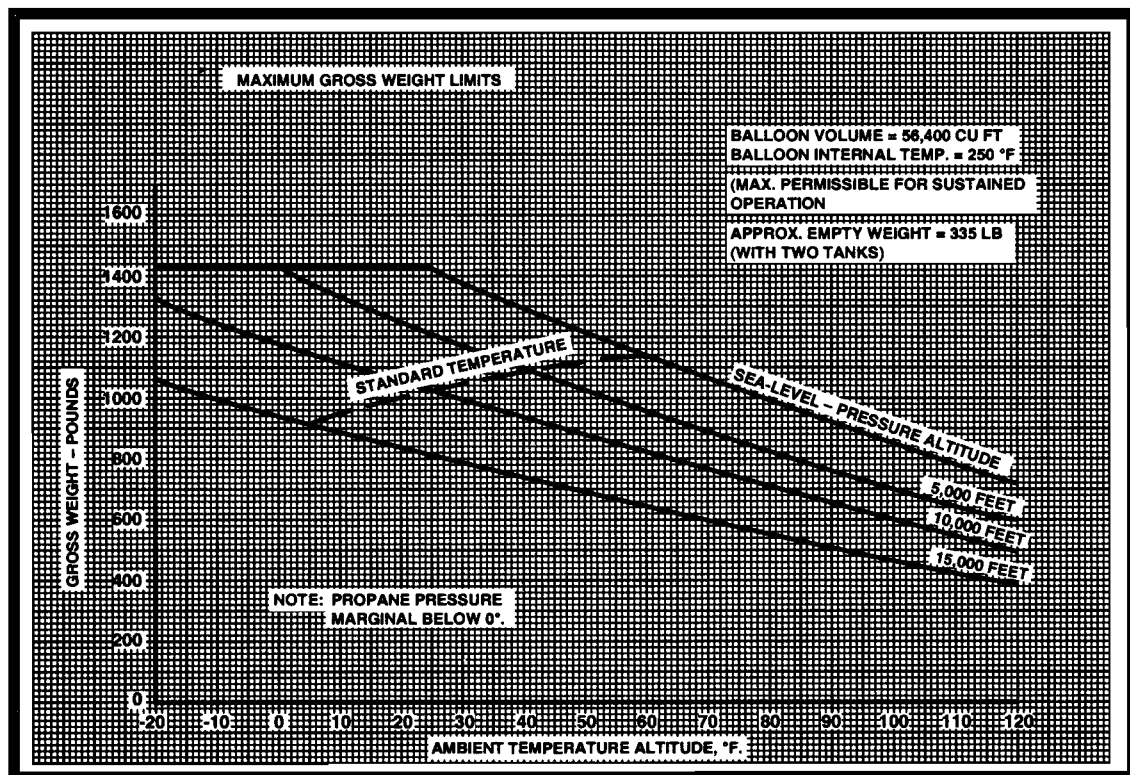 MAXIMUM GROSS WEIGHT LIMITS
BALLOON VOLUME = 56,400 CU FT
BALLOON INTERNAL TEMP. = 250 °F
(MAX. PERMISSIBLE FOR SUSTAINED
OPERATION
APPROX. EMPTY WEIGHT = 335 LB
(WITH TWO TANKS)
1600
1400
1200
1000
800
600
400
200
0
GROSS WEIGHT – POUNDS
STANDARD TEMPERATURE
SEA-LEVEL – PRESSURE ALTITUDE
5,000 FEET
10,000 FEET
15,000 FEET
NOTE: PROPANE PRESSURE
MARGINAL BELOW 0°.
-20 -10 0 10 20 30 40 50 60 70 80 90 100 110 120
AMBIENT TEMPERATURE ALTITUDE, °F.